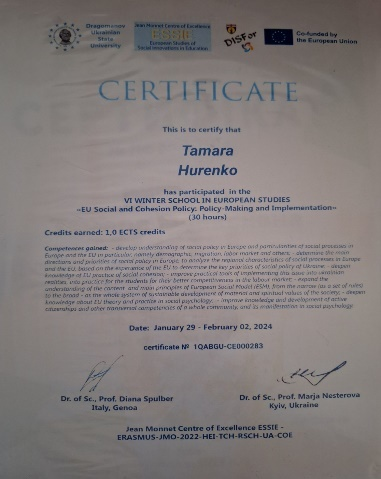 Dragomanov
Ukrainian
State
University
Jean Monnet Centre of Excellence
ESSIE
European Studies of
Social Innovations in Education
DISFor
Co-funded by
the European Union
CERTIFICATE
This is to certify that
Tamara
Hurenko
has participated in the
VI WINTER SCHOOL IN EUROPEAN STUDIES
«EU Social and Cohesion Policy: Policy-Making and Implementation»
(30 hours)
Credits earned: 1,0 ECTS credits
Competences gained: - develop understanding of social policy in Europe and particularities of social processes in
Europe and the EU in particular, namely demographic, migration, labor market and others - determine the main
directions and priorities of social policy in Europe, to analyze the regional characteristics of social processes in Europe
and the EU, based on the experience of the EU to determine the key priorities of social policy of Ukraine - deepen
knowledge of EU practice of social cohesion; - improve practical tools of implementing this issue into Ukrainian
realities, into practice for the students for their better competitiveness in the labour market; - expand the
understanding of the content and main principles of European Social Model (ESM), from the narrow (as a set of rules)
to the broad - as the whole system of sustainable development of material and spiritual values of the society; - deepen
knowledge about EU theory and practice in social psychology; - improve knowledge and development of active
citizenships and other transversal competencies of a whole community, and its manifestation in social psychology
Date: January 29 - February 02, 2024
certificate № 1QABGU-CE000283
Dr. of Sc., Prof. Diana Spulber
Italy, Genoa
Dr. of Sc., Prof. Marja Nesterova
Kyiv, Ukraine
Jean Monnet Centre of Excellence ESSIE -
ERASMUS-JMO-2022-HEI-TCH-RSCH-UA-COE